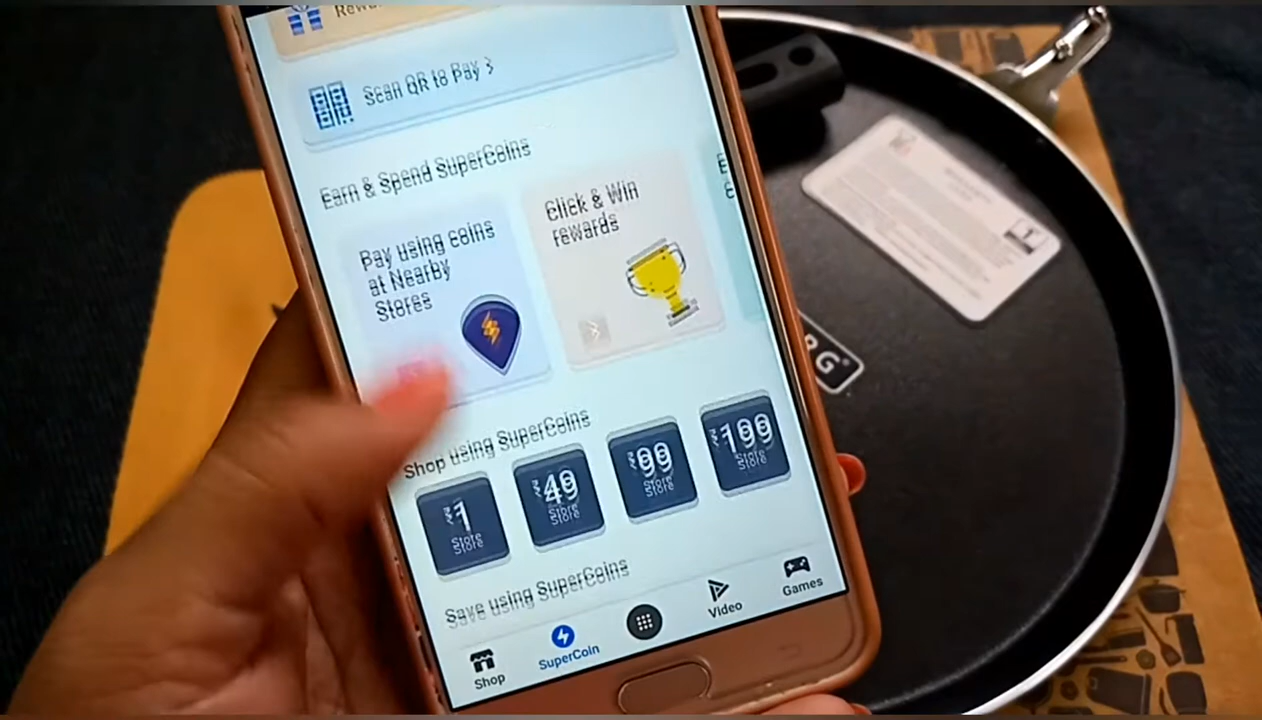 Scan QR to Pay >
Earn & Spend SuperCoins
Pay using coins
at Nearby
Stores
Click & Win
rewards
Shop using SuperCoins
₹1
Store
₹49
Store
₹99
Store
₹199
Store
Save using SuperCoins
Shop
SuperCoin
Video
Games